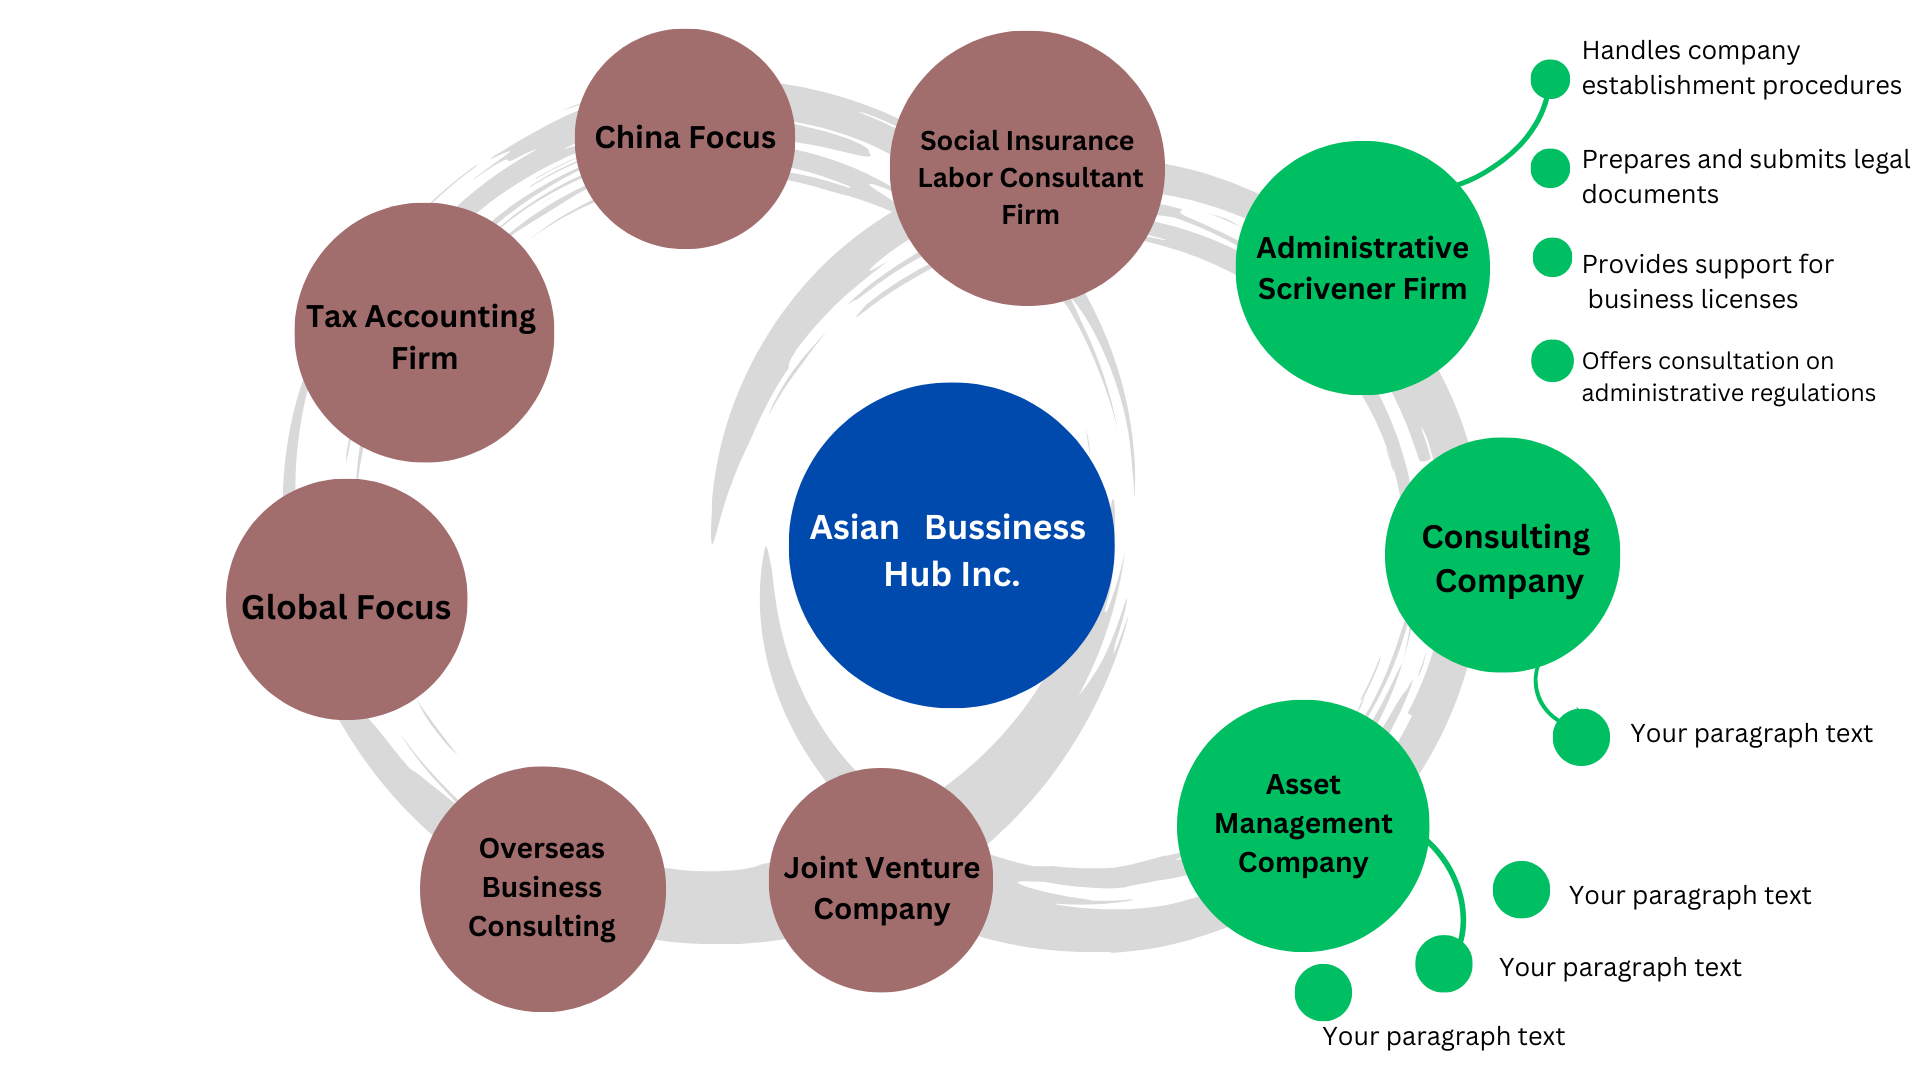 China Focus
Social Insurance
Labor Consultant
Firm
Handles company
establishment procedures
Prepares and submits legal
documents
Administrative
Scrivener Firm
Provides support for
business licenses
Offers consultation on
administrative regulations
Tax Accounting
Firm
Asian Bussiness
Hub Inc.
Consulting
Company
Global Focus
Your paragraph text
Asset
Management
Company
Overseas
Business
Consulting
Joint Venture
Company
Your paragraph text
Your paragraph text
Your paragraph text